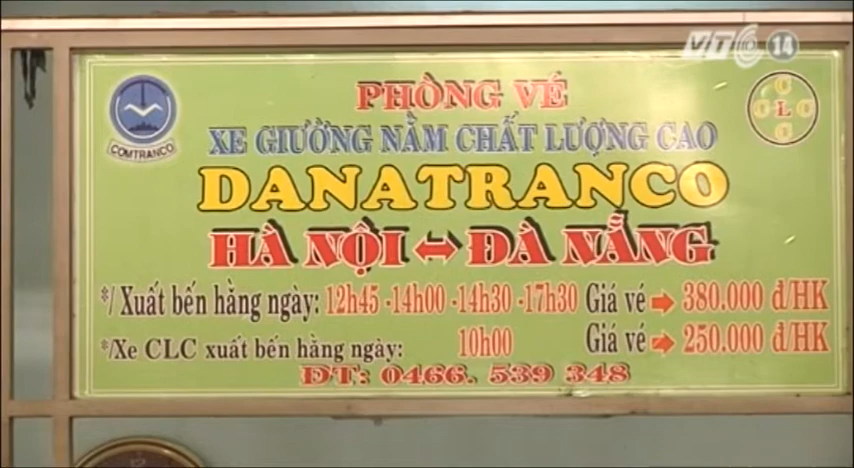 VTC 14
PHÒNG VÉ
XE GIƯỜNG NẰM CHẤT LƯỢNG CAO
COMTRANCO
C L C
DANATRANCO
HÀ NỘI ↔ ĐÀ NẴNG
*/ Xuất bến hằng ngày: 12h45 -14h00 -14h30 -17h30 Giá vé → 380.000 đ/HK
*/Xe CLC xuất bến hằng ngày: 10h00 Giá vé → 250.000 đ/HK
ĐT: 0466. 539 348